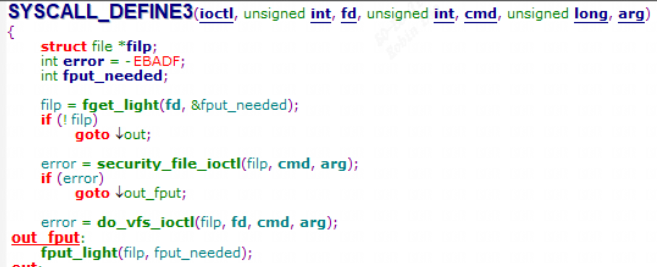 SYSCALL_DEFINE3(ioctl, unsigned int, fd, unsigned int, cmd, unsigned long, arg)
{
struct file *filp;
int error = -EBADF;
int fput_needed;
filp = fget_light(fd, &fput_needed);
if (! filp)
goto ↓out;
error = security_file_ioctl(filp, cmd, arg);
if (error)
goto ↓out_fput;
error = do_vfs_ioctl(filp, fd, cmd, arg);
out_fput:
fput_light(filp, fput_needed);
out: